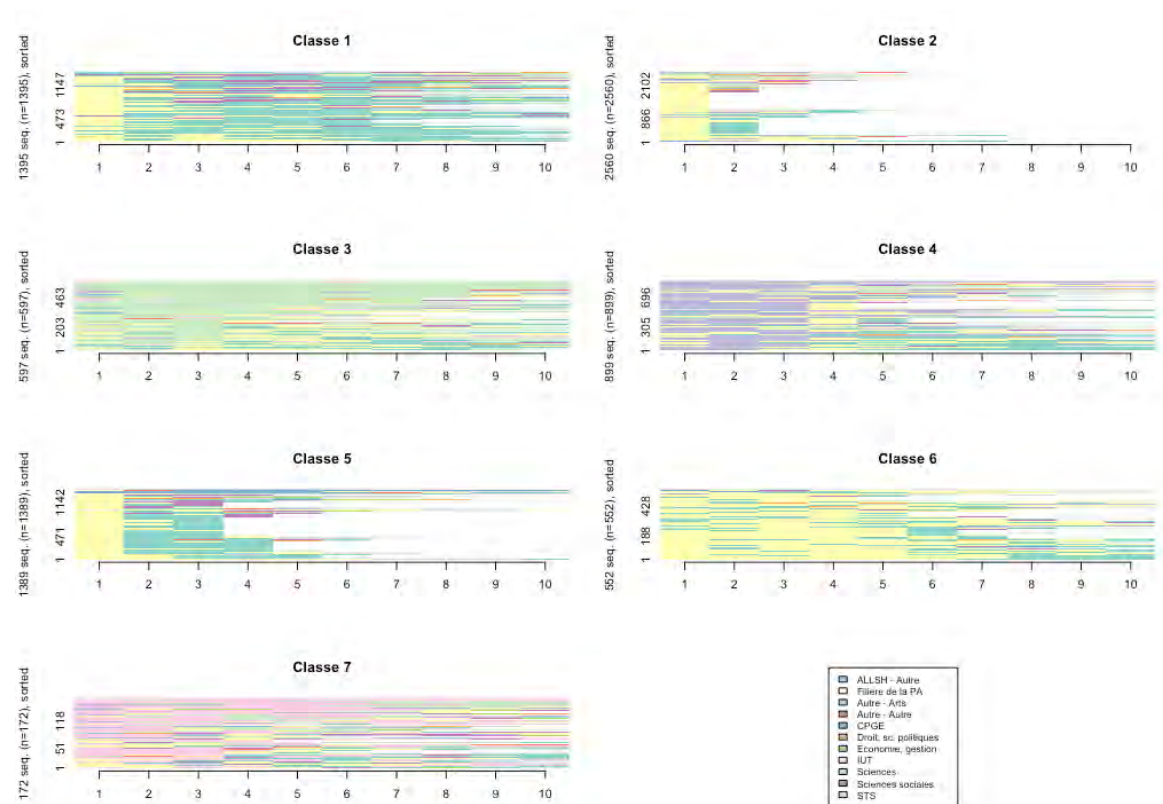 Classe 1
1395 seq. (n=1395), sorted
1 473 1147
1 2 3 4 5 6 7 8 9 10
Classe 2
2560 seq. (n=2560), sorted
1 866 2102
1 2 3 4 5 6 7 8 9 10
Classe 3
597 seq. (n=597), sorted
1 203 463
1 2 3 4 5 6 7 8 9 10
Classe 4
899 seq. (n=899), sorted
1 305 696
1 2 3 4 5 6 7 8 9 10
Classe 5
1389 seq. (n=1389), sorted
1 471 1142
1 2 3 4 5 6 7 8 9 10
Classe 6
552 seq. (n=552), sorted
1 188 428
1 2 3 4 5 6 7 8 9 10
Classe 7
172 seq. (n=172), sorted
1 51 118
1 2 3 4 5 6 7 8 9 10
ALLSH - Autre
Filiere de la PA
Autre - Arts
Autre - Autre
CPGE
Droit, sc. politiques
Economie, gestion
IUT
Sciences
Sciences sociales
STS